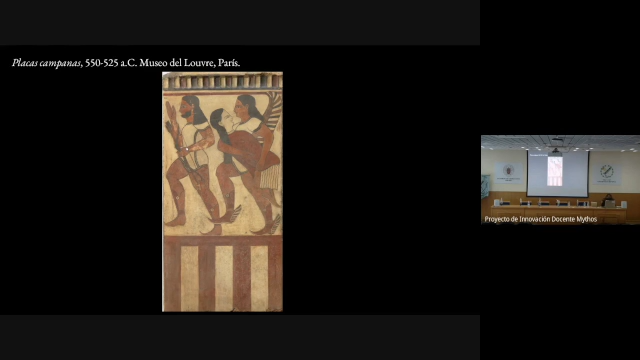 Placas campanas, 550-525 a.C. Museo del Louvre, París.
Proyecto de Innovación Docente Mythos